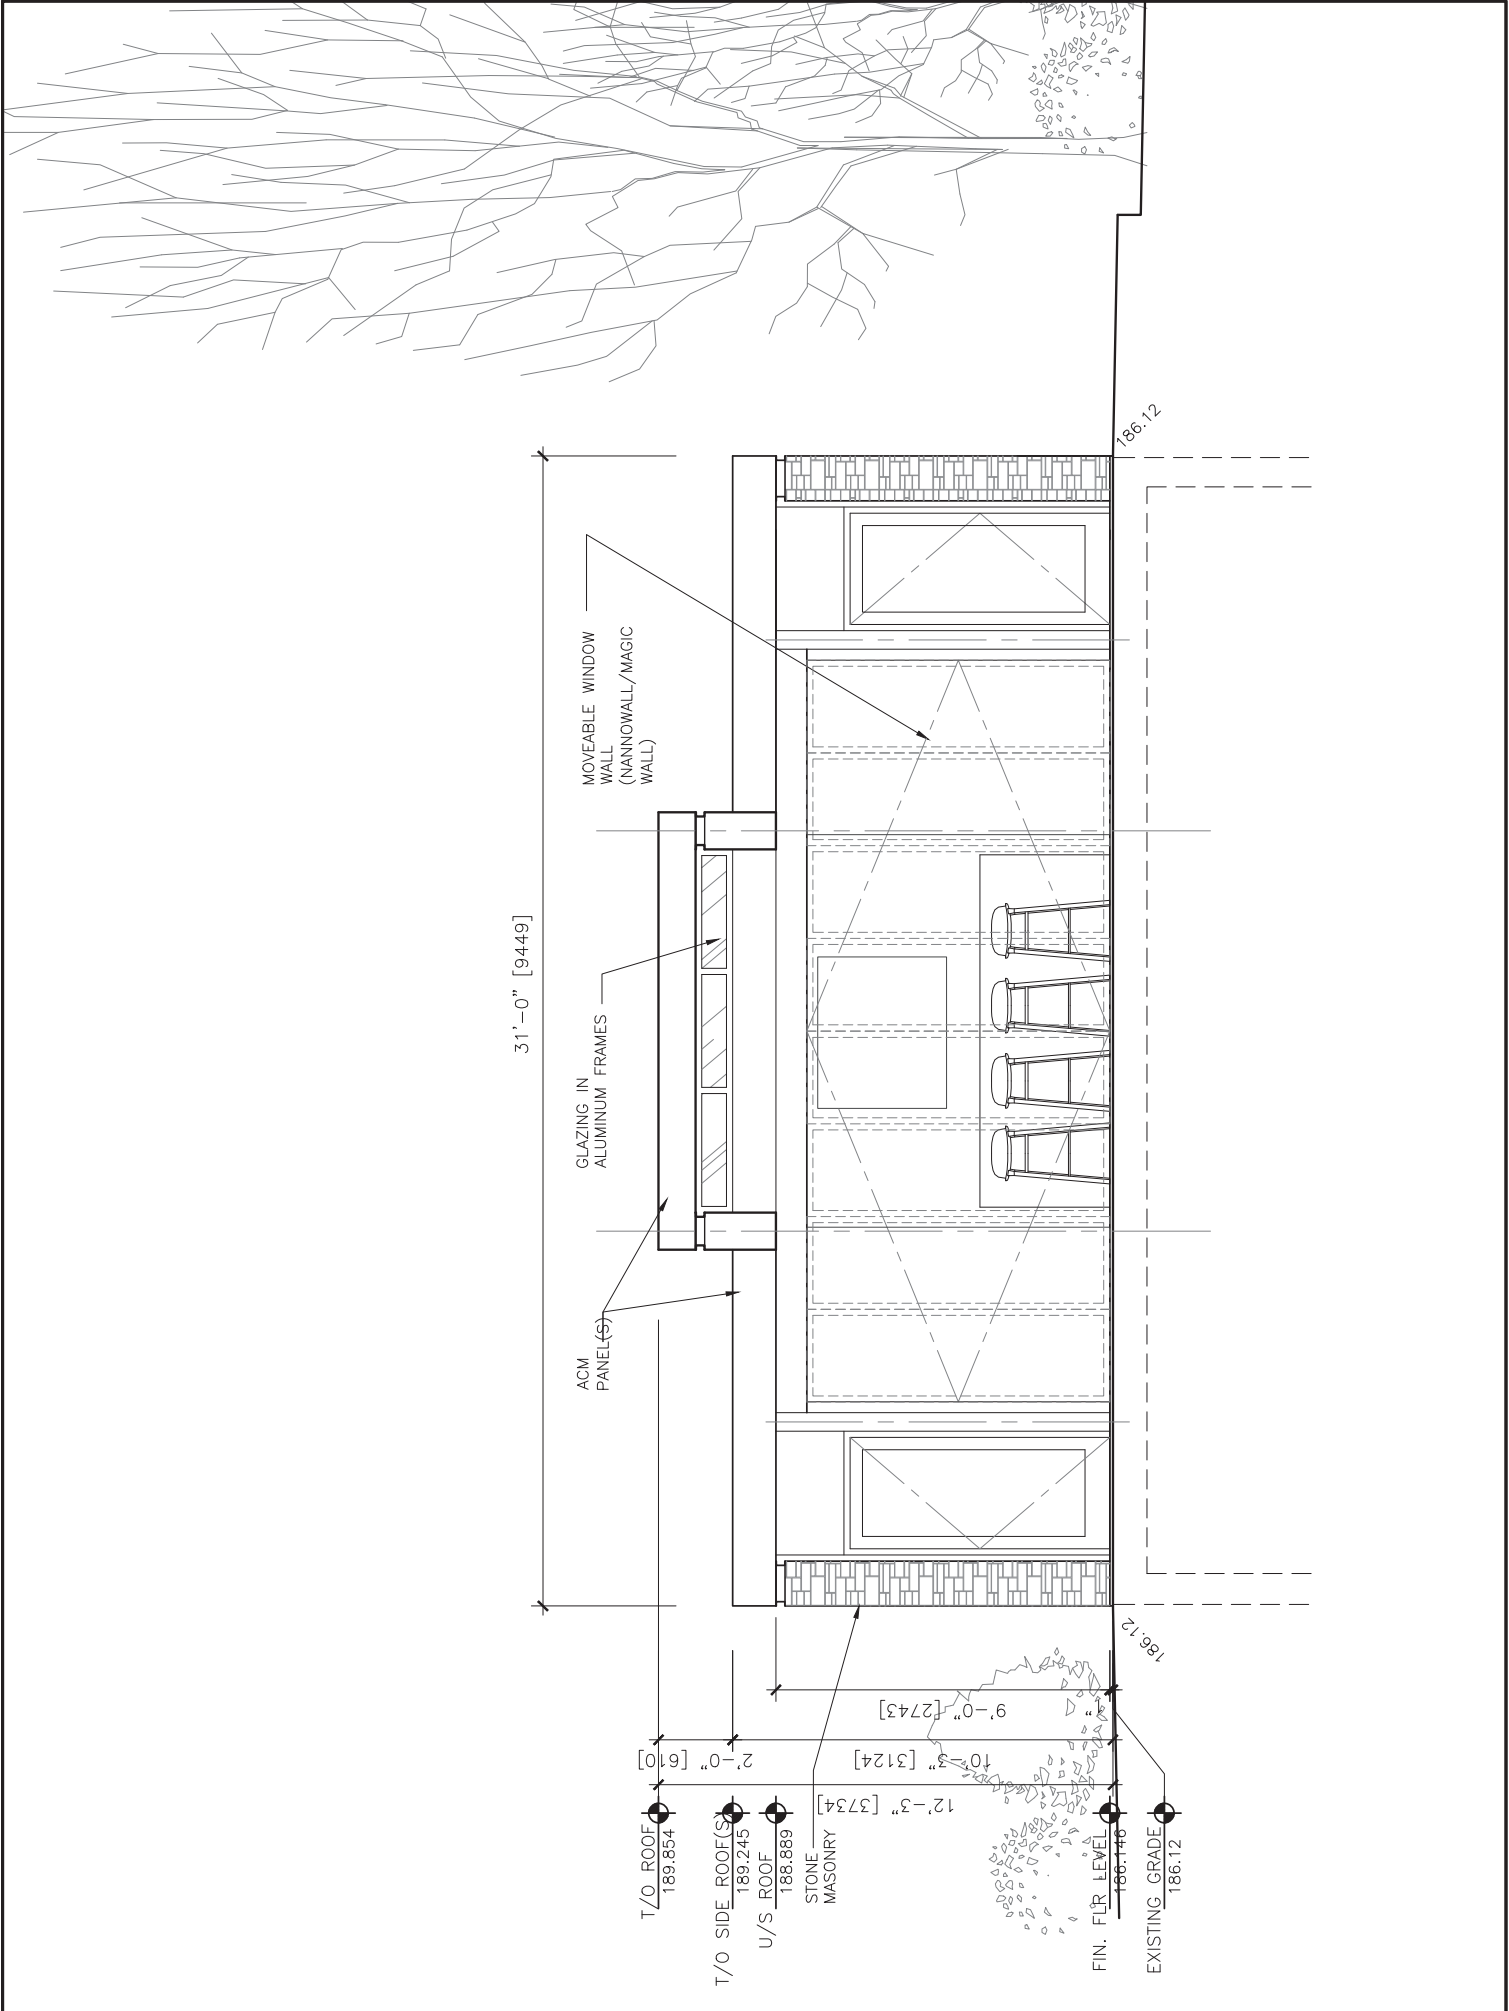 31'-0" [9449]
MOVEABLE WINDOW
WALL
(NANNOWALL/MAGIC
WALL)
GLAZING IN
ALUMINUM FRAMES
ACM
PANEL(S)
T/O ROOF
189.854
T/O SIDE ROOF(S)
189.245
U/S ROOF
188.889
STONE
MASONRY
FIN. FLR LEVEL
186.146
EXISTING GRADE
186.12
2'-0" [610]
12'-3" [3734]
10'-3" [3124]
9'-0" [2743]
1"
186.12
186.12